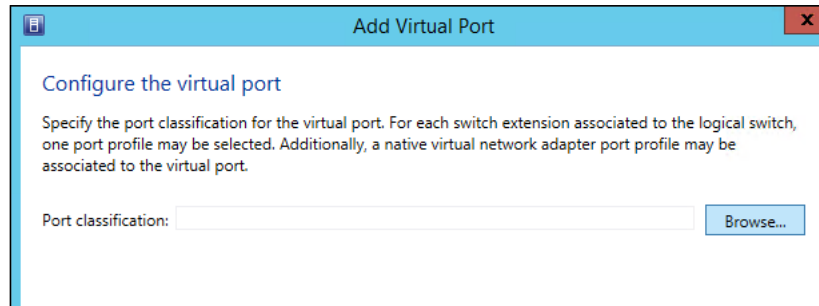 Add Virtual Port
x
Configure the virtual port
Specify the port classification for the virtual port. For each switch extension associated to the logical switch,
one port profile may be selected. Additionally, a native virtual network adapter port profile may be
associated to the virtual port.
Port classification:
Browse...